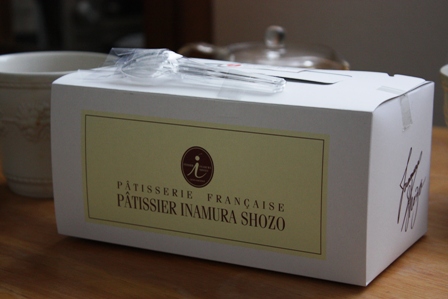 i
PÂTISSERIE FRANÇAISE
PÂTISSIER INAMURA SHOZO